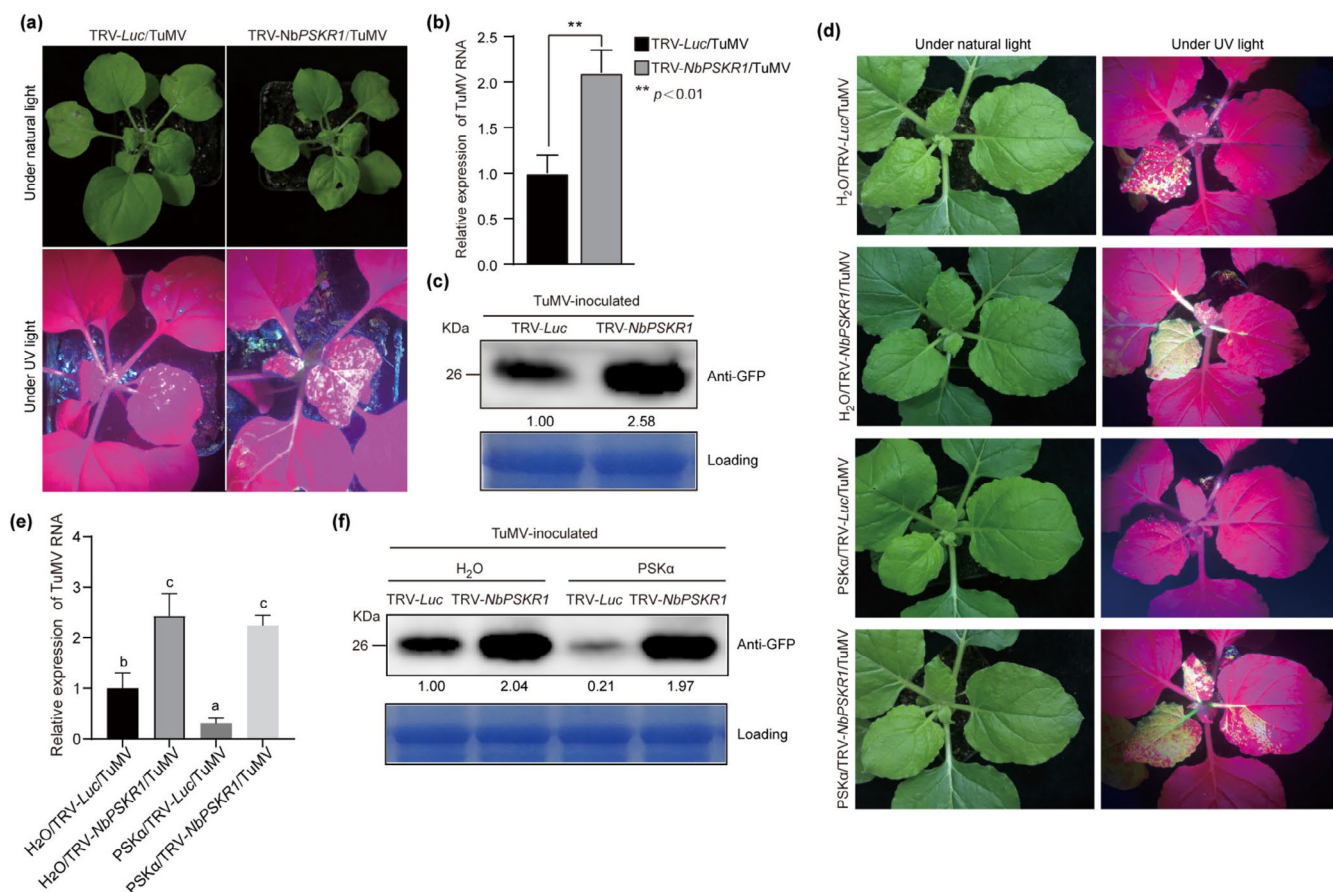 (a)
TRV-Luc/TuMV
TRV-NbPSKR1/TuMV
Under natural light
Under UV light
(b)
**
2.5
2.0
1.5
1.0
0.5
0.0
Relative expression of TuMV RNA
TRV-Luc/TuMV
TRV-NbPSKR1/TuMV
** p<0.01
(c)
TuMV-inoculated
KDa
TRV-Luc
TRV-NbPSKR1
26
Anti-GFP
1.00
2.58
Loading
(d)
Under natural light
Under UV light
H₂O/TRV-Luc/TuMV
H₂O/TRV-NbPSKR1/TuMV
PSKα/TRV-Luc/TuMV
PSKα/TRV-NbPSKR1/TuMV
(e)
Relative expression of TuMV RNA
4
3
2
1
0
b
c
a
c
H₂O/TRV-Luc/TuMV
H₂O/TRV-NbPSKR1/TuMV
PSKα/TRV-Luc/TuMV
PSKα/TRV-NbPSKR1/TuMV
(f)
TuMV-inoculated
H₂O
PSKα
KDa
TRV-Luc
TRV-NbPSKR1
TRV-Luc
TRV-NbPSKR1
26
Anti-GFP
1.00
2.04
0.21
1.97
Loading